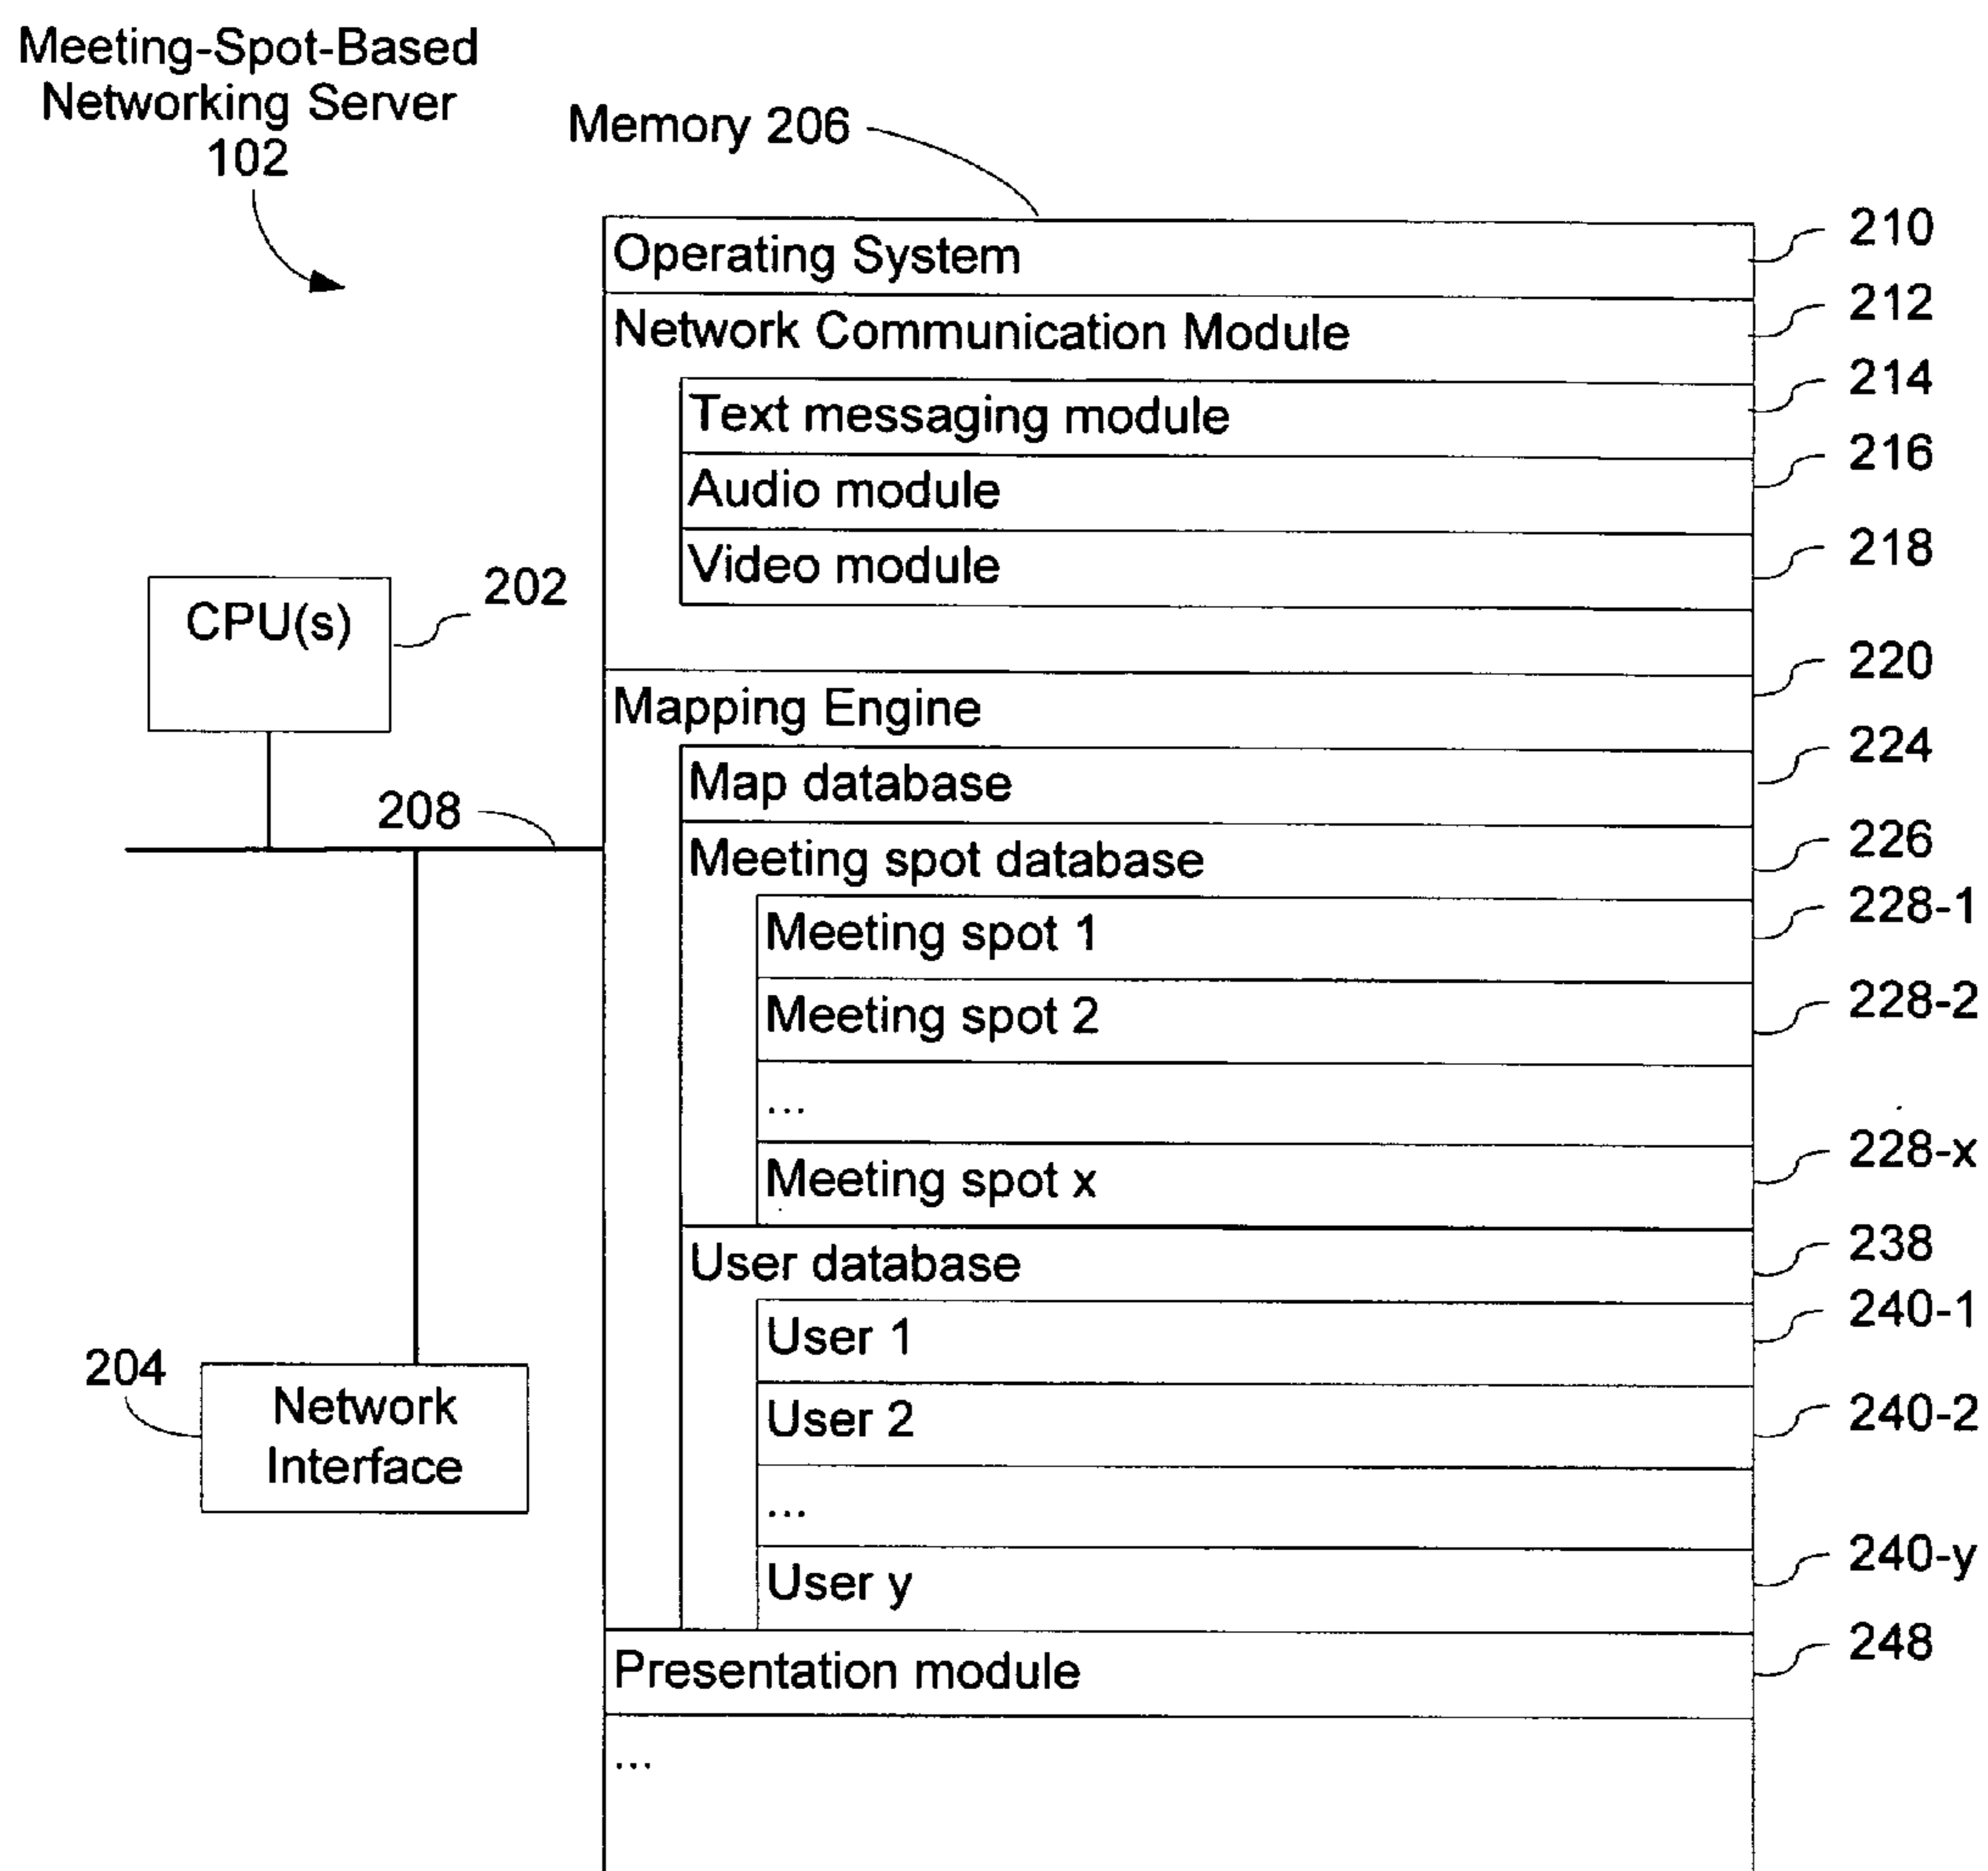 Meeting-Spot-Based
Networking Server
102
Memory 206
Operating System
210
Network Communication Module
212
Text messaging module
214
Audio module
216
Video module
218
CPU(s)
202
Mapping Engine
220
Map database
224
208
Meeting spot database
226
Meeting spot 1
228-1
Meeting spot 2
228-2
...
Meeting spot x
228-x
User database
238
User 1
240-1
204
Network
Interface
User 2
240-2
...
User y
240-y
Presentation module
248
...